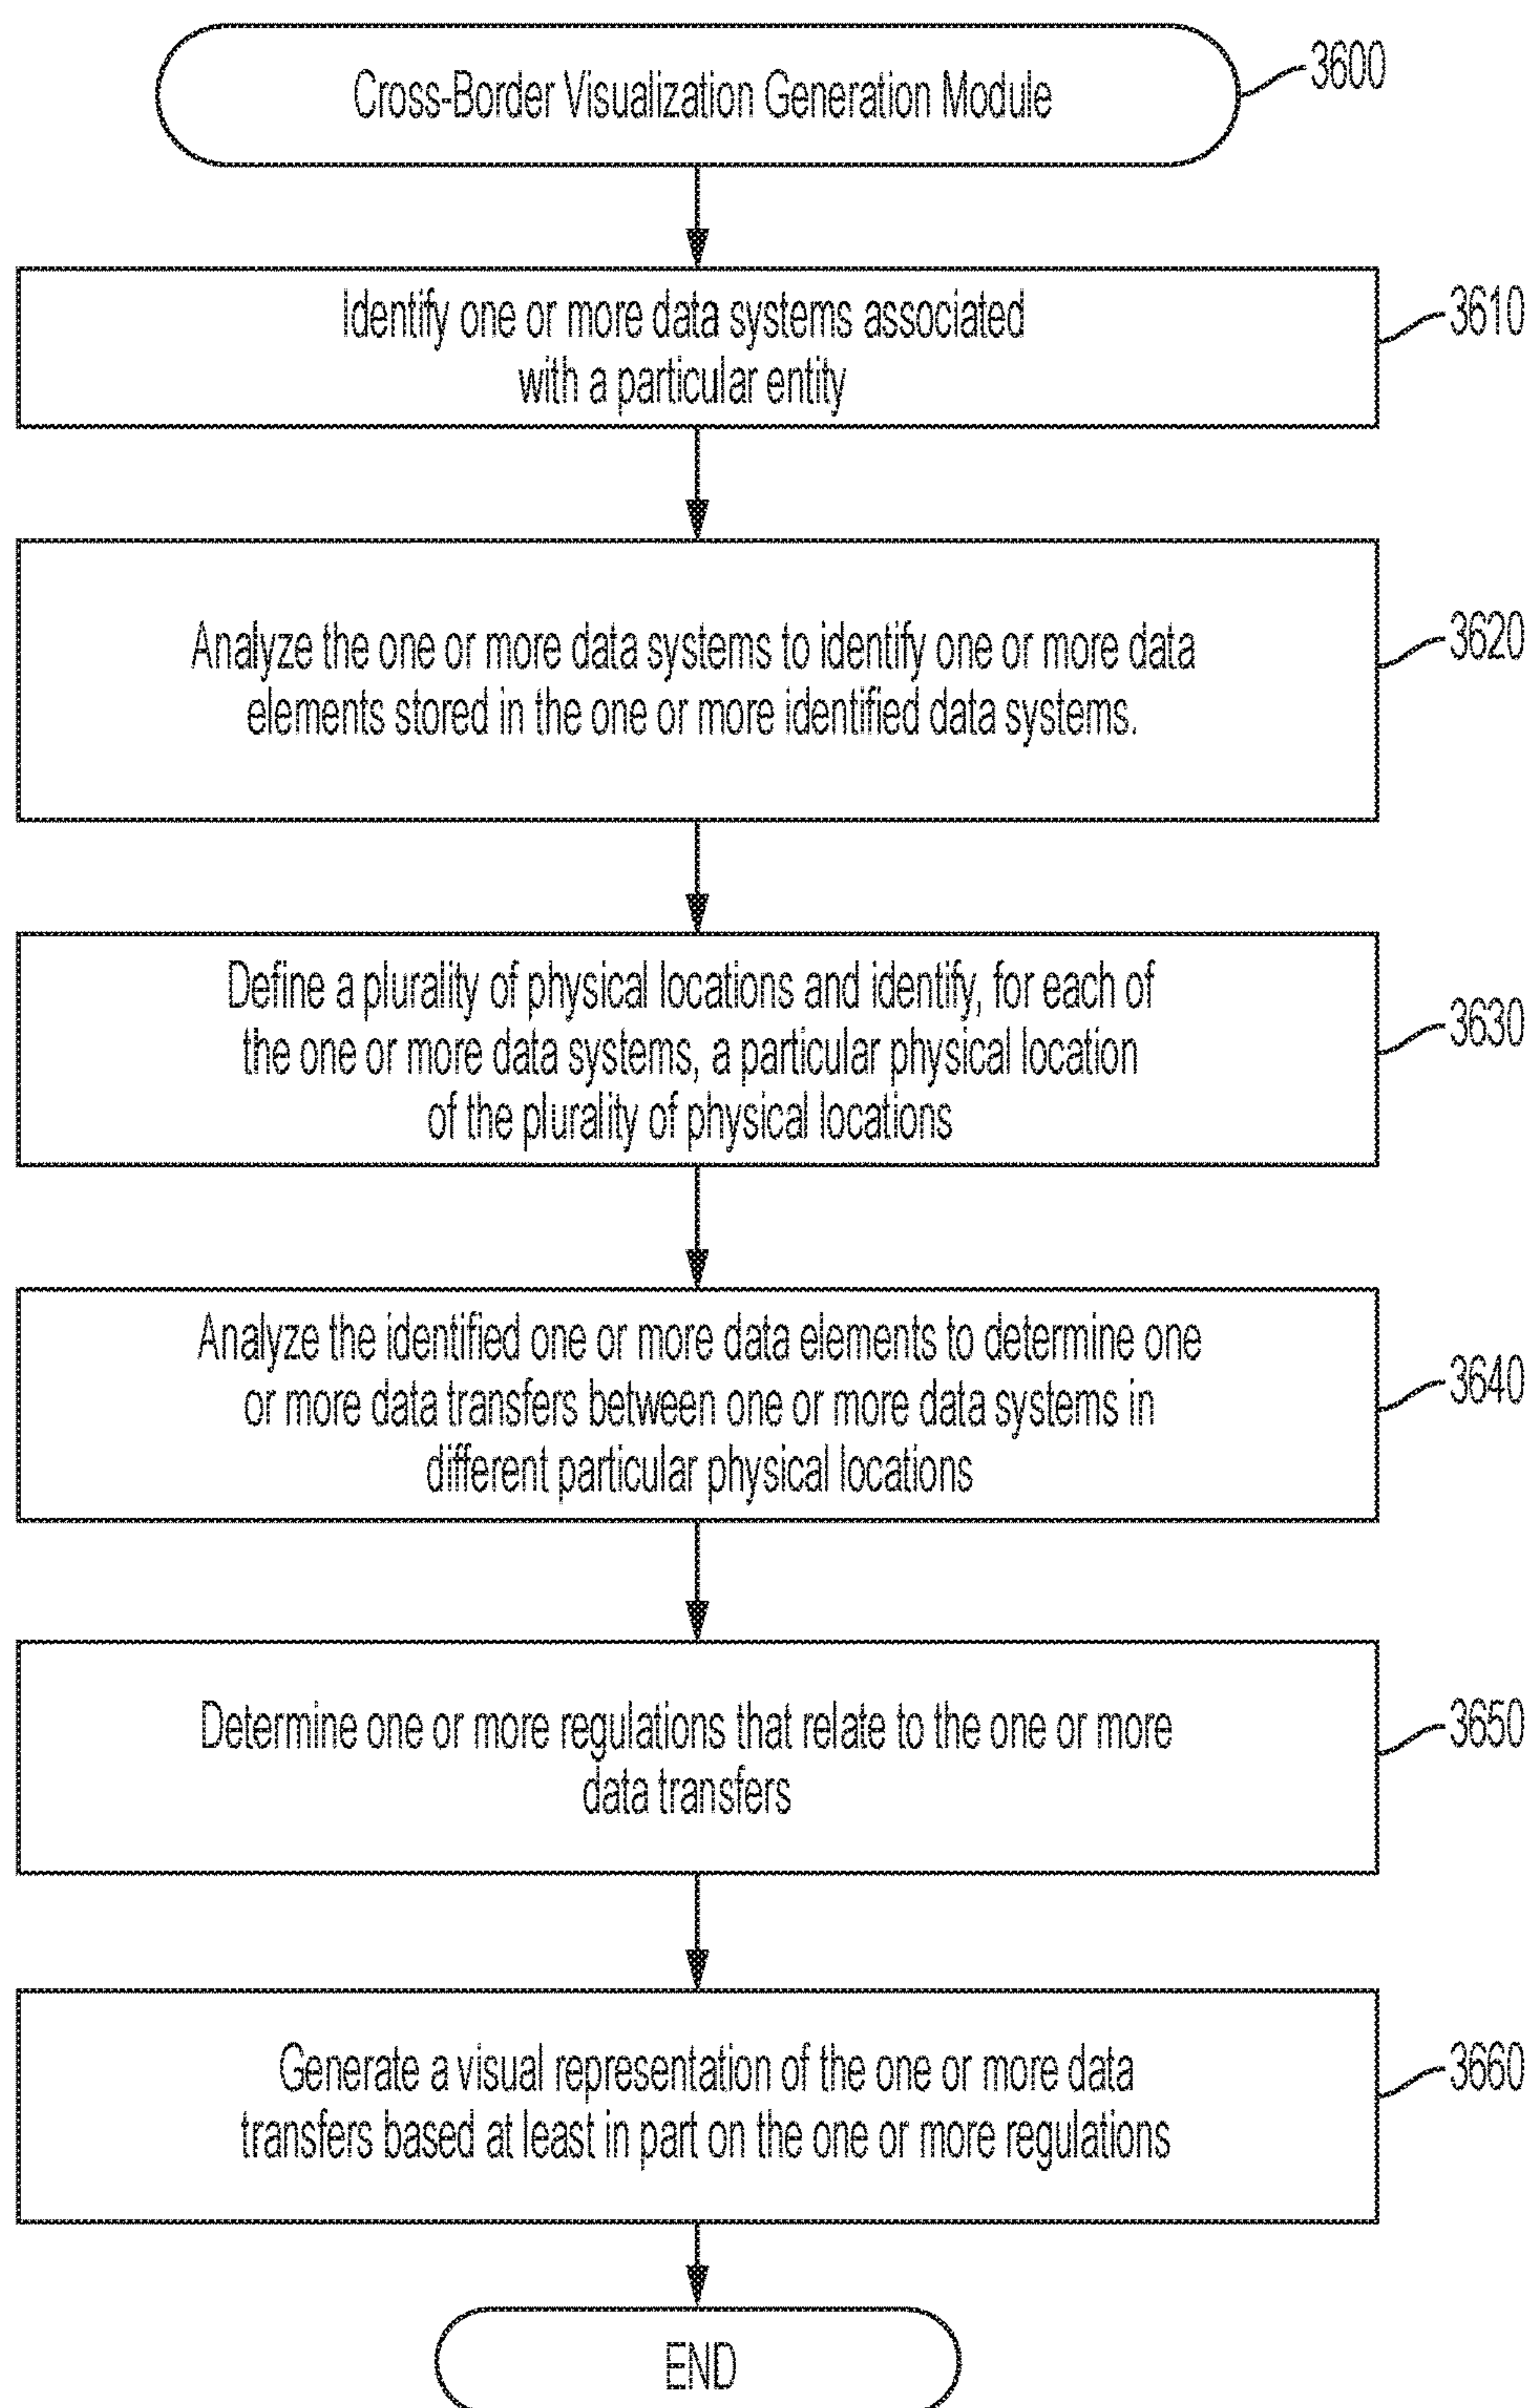 Cross-Border Visualization Generation Module
3600
Identify one or more data systems associated
with a particular entity
3610
Analyze the one or more data systems to identify one or more data
elements stored in the one or more identified data systems.
3620
Define a plurality of physical locations and identify, for each of
the one or more data systems, a particular physical location
of the plurality of physical locations
3630
Analyze the identified one or more data elements to determine one
or more data transfers between one or more data systems in
different particular physical locations
3640
Determine one or more regulations that relate to the one or more
data transfers
3650
Generate a visual representation of the one or more data
transfers based at least in part on the one or more regulations
3660
END